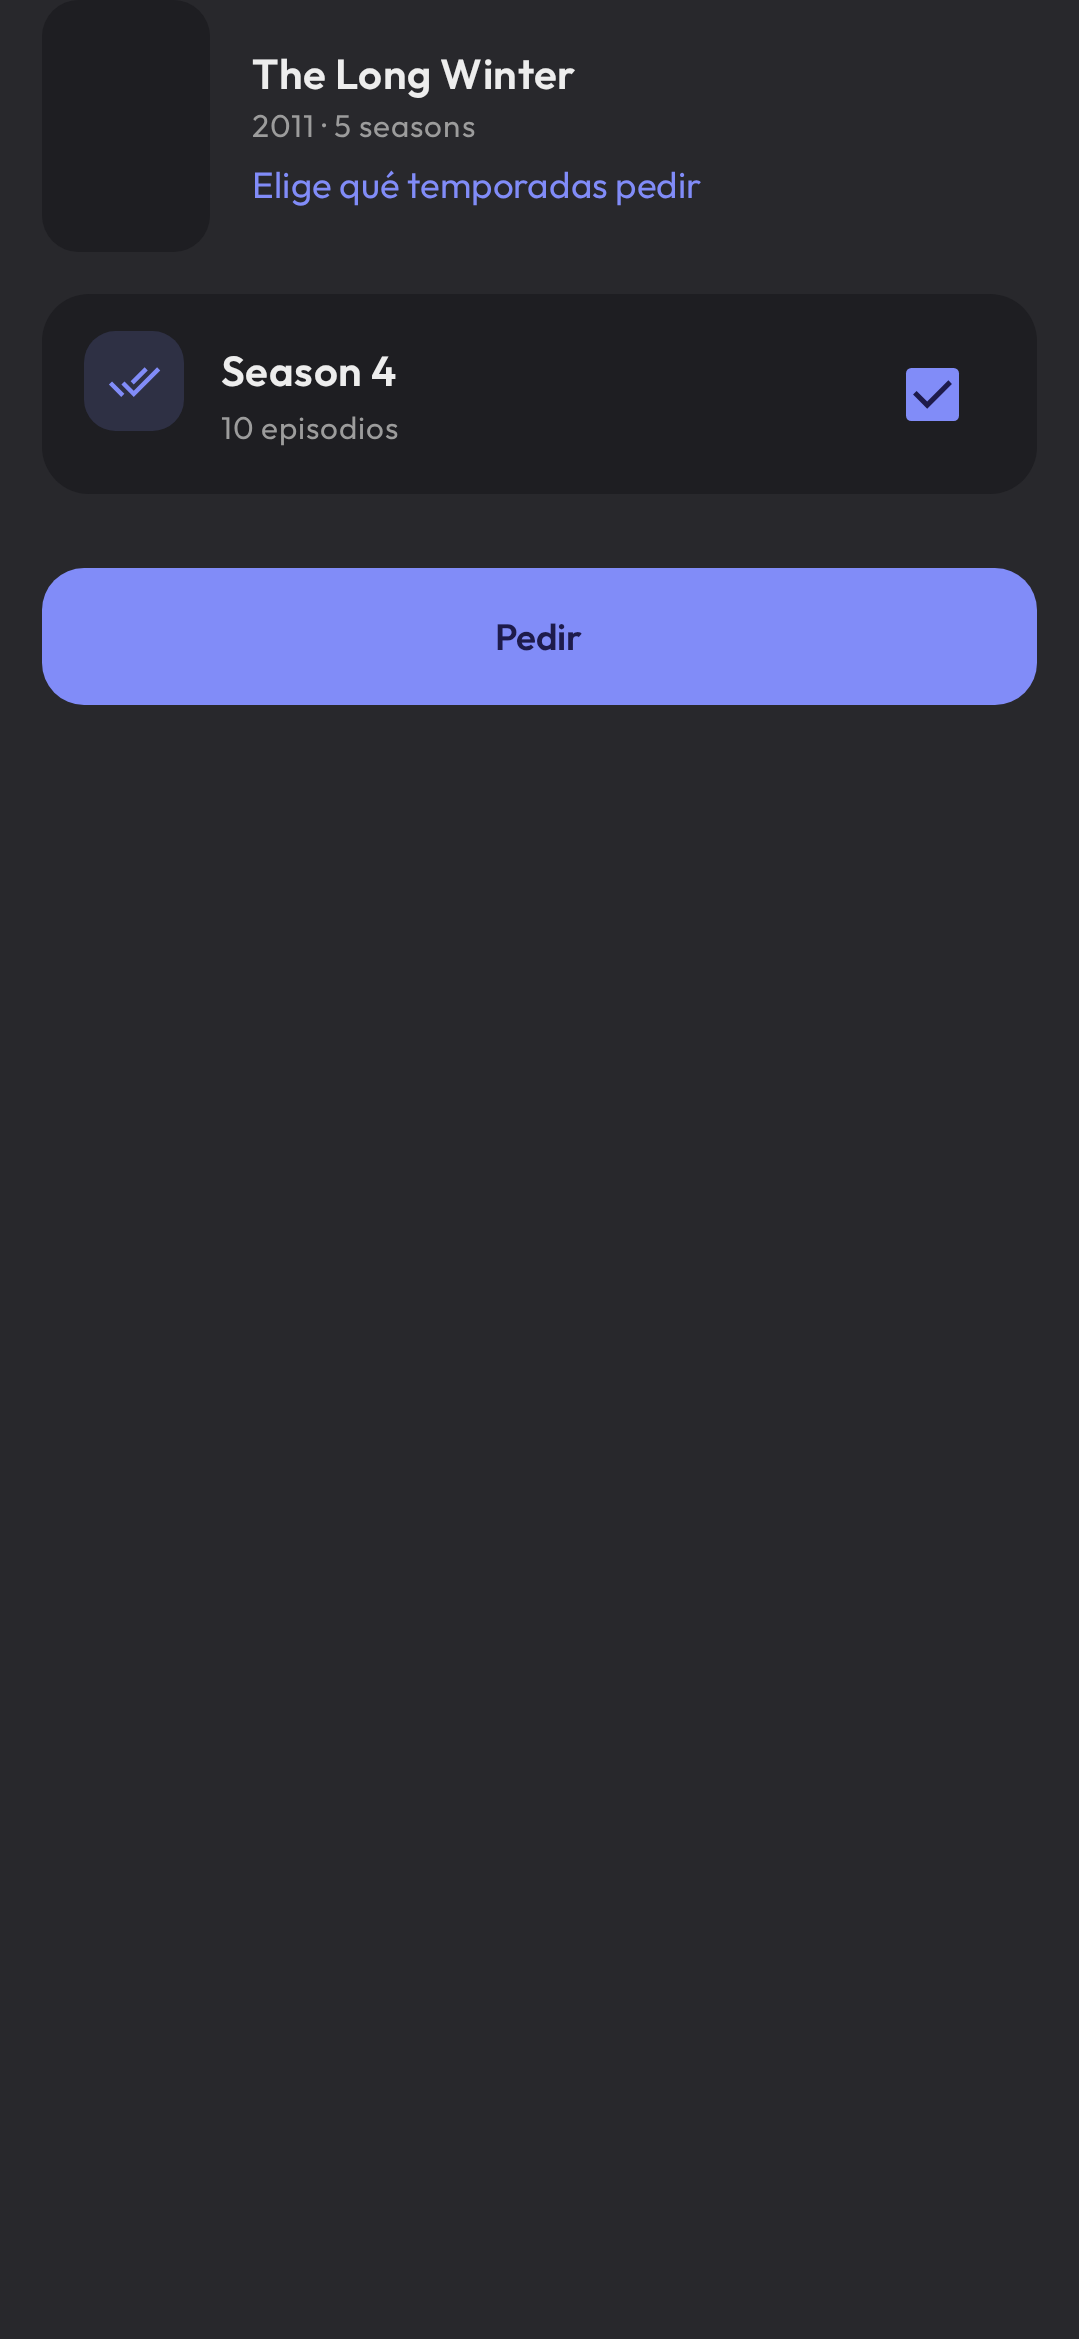 The Long Winter
2011 · 5 seasons
Elige qué temporadas pedir
Season 4
10 episodios
Pedir